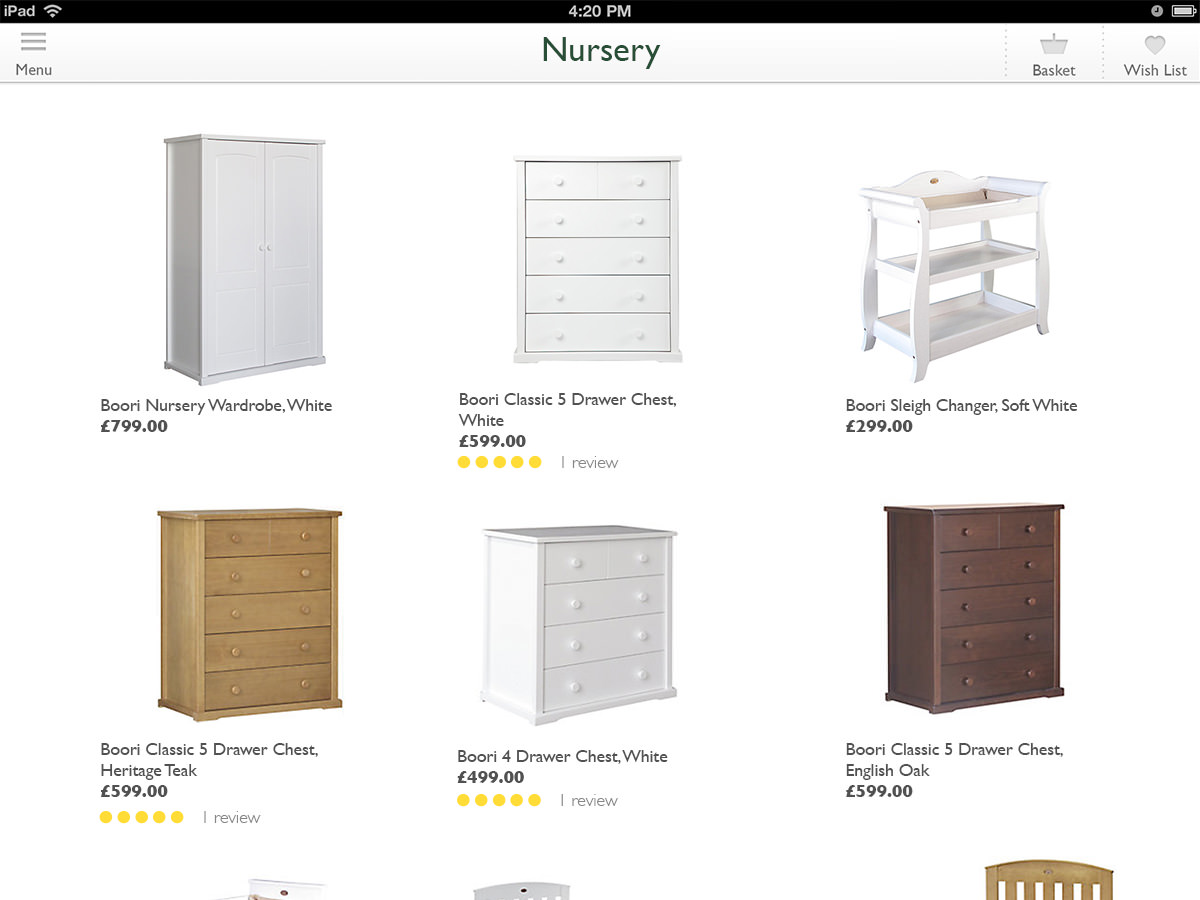 iPad
4:20 PM
Menu
Nursery
Basket
Wish List
Boori Nursery Wardrobe, White
£799.00
Boori Classic 5 Drawer Chest,
White
£599.00
1 review
Boori Sleigh Changer, Soft White
£299.00
Boori Classic 5 Drawer Chest,
Heritage Teak
£599.00
1 review
Boori 4 Drawer Chest, White
£499.00
1 review
Boori Classic 5 Drawer Chest,
English Oak
£599.00